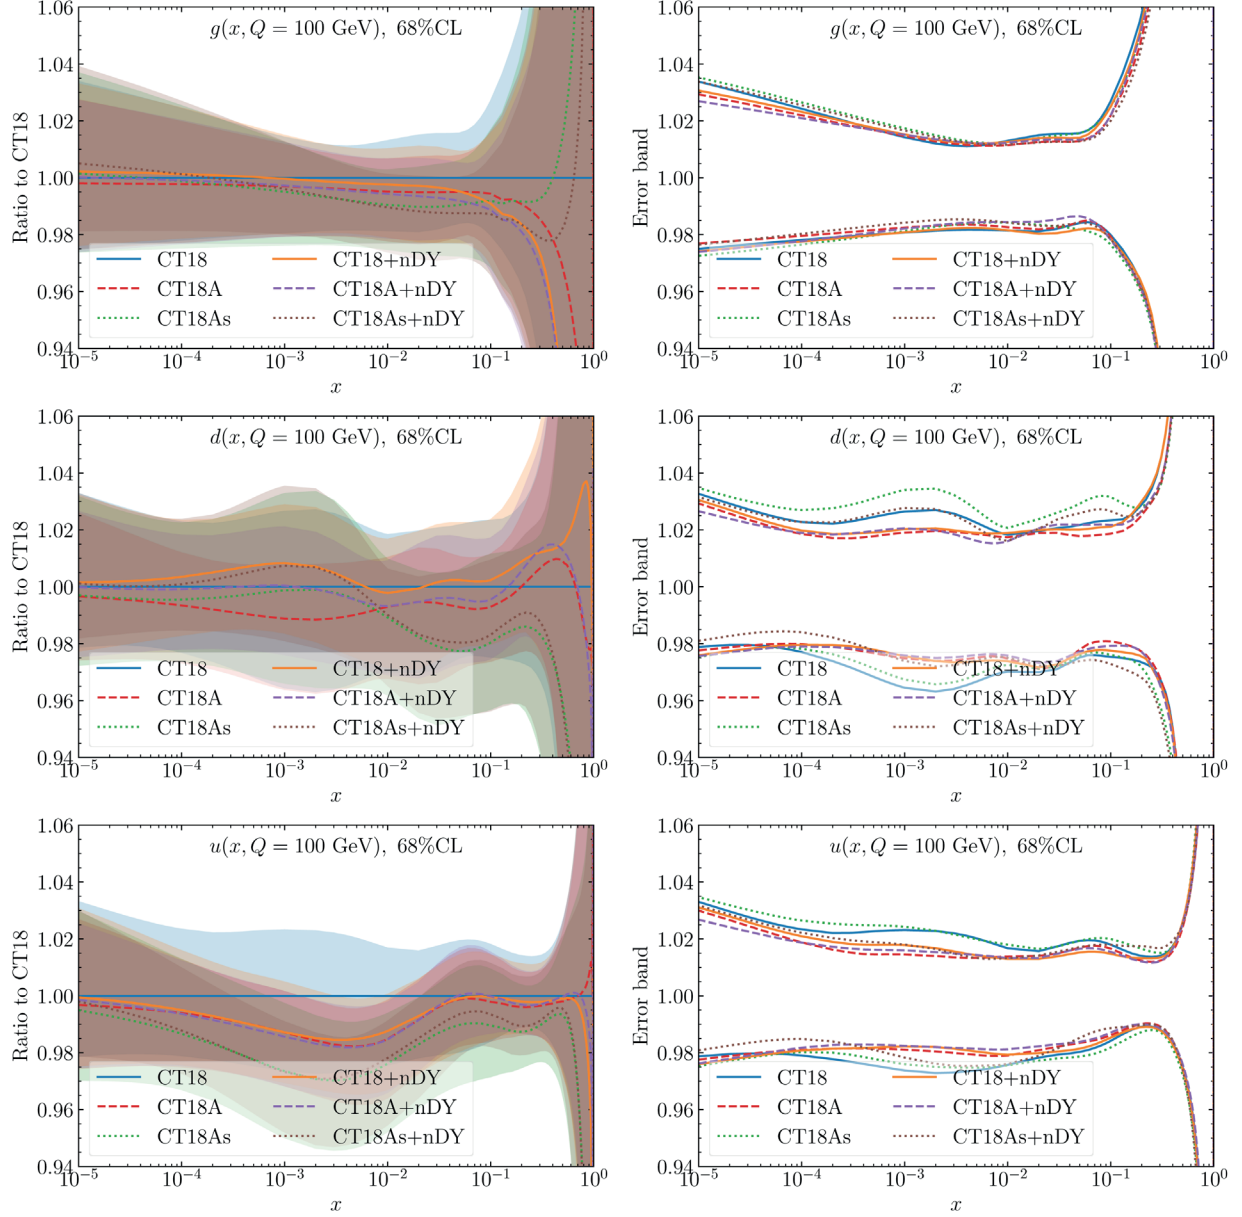 g(x, Q = 100 GeV), 68%CL
Ratio to CT18
1.06
1.04
1.02
1.00
0.98
0.96
0.94
CT18
CT18A
CT18As
CT18+nDY
CT18A+nDY
CT18As+nDY
10⁻⁵ 10⁻⁴ 10⁻³ 10⁻² 10⁻¹ 10⁰
x
g(x, Q = 100 GeV), 68%CL
Error band
1.06
1.04
1.02
1.00
0.98
0.96
0.94
CT18
CT18A
CT18As
CT18+nDY
CT18A+nDY
CT18As+nDY
10⁻⁵ 10⁻⁴ 10⁻³ 10⁻² 10⁻¹ 10⁰
x
d(x, Q = 100 GeV), 68%CL
Ratio to CT18
1.06
1.04
1.02
1.00
0.98
0.96
0.94
CT18
CT18A
CT18As
CT18+nDY
CT18A+nDY
CT18As+nDY
10⁻⁵ 10⁻⁴ 10⁻³ 10⁻² 10⁻¹ 10⁰
x
d(x, Q = 100 GeV), 68%CL
Error band
1.06
1.04
1.02
1.00
0.98
0.96
0.94
CT18
CT18A
CT18As
CT18+nDY
CT18A+nDY
CT18As+nDY
10⁻⁵ 10⁻⁴ 10⁻³ 10⁻² 10⁻¹ 10⁰
x
u(x, Q = 100 GeV), 68%CL
Ratio to CT18
1.06
1.04
1.02
1.00
0.98
0.96
0.94
CT18
CT18A
CT18As
CT18+nDY
CT18A+nDY
CT18As+nDY
10⁻⁵ 10⁻⁴ 10⁻³ 10⁻² 10⁻¹ 10⁰
x
u(x, Q = 100 GeV), 68%CL
Error band
1.06
1.04
1.02
1.00
0.98
0.96
0.94
CT18
CT18A
CT18As
CT18+nDY
CT18A+nDY
CT18As+nDY
10⁻⁵ 10⁻⁴ 10⁻³ 10⁻² 10⁻¹ 10⁰
x